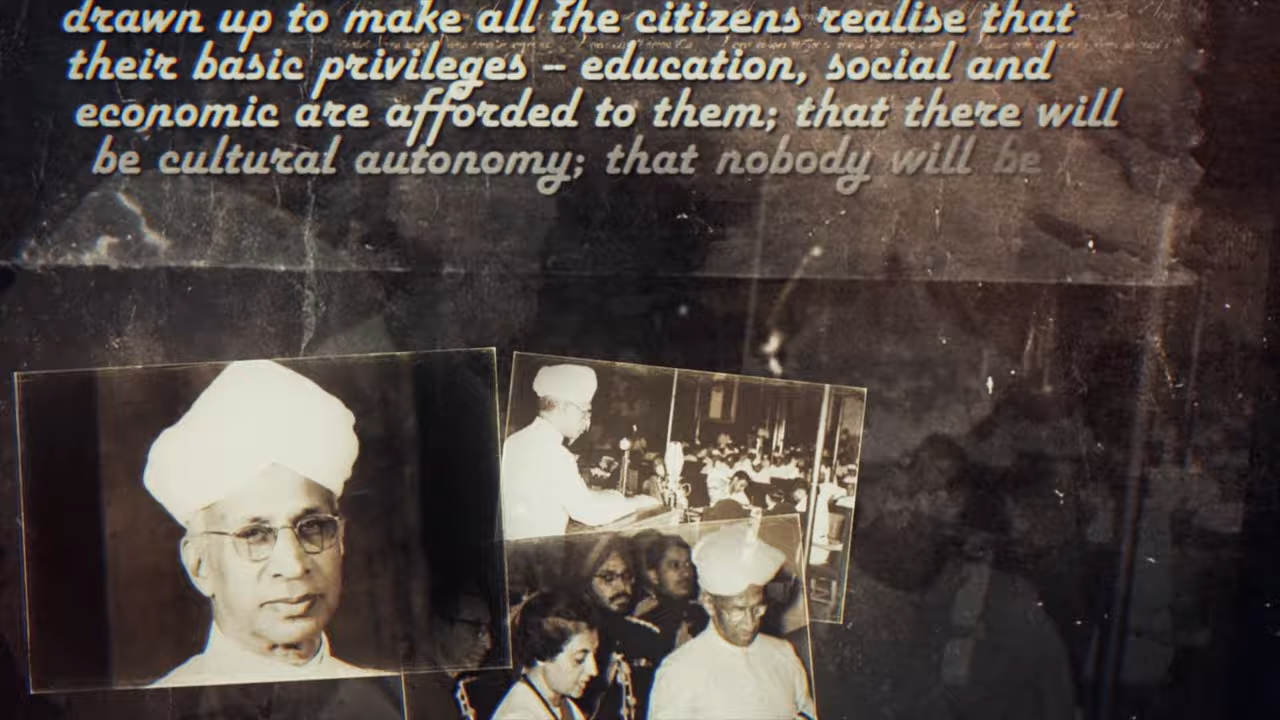 drawn up to make all the citizens realise that
their basic privileges – education, social and
economic are afforded to them; that there will
be cultural autonomy; that nobody will be